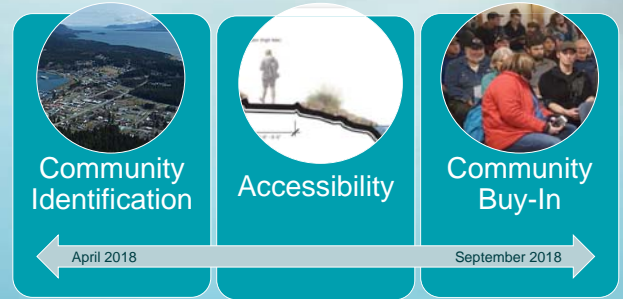 Community
Identification
Accessibility
Community
Buy-In
April 2018
September 2018